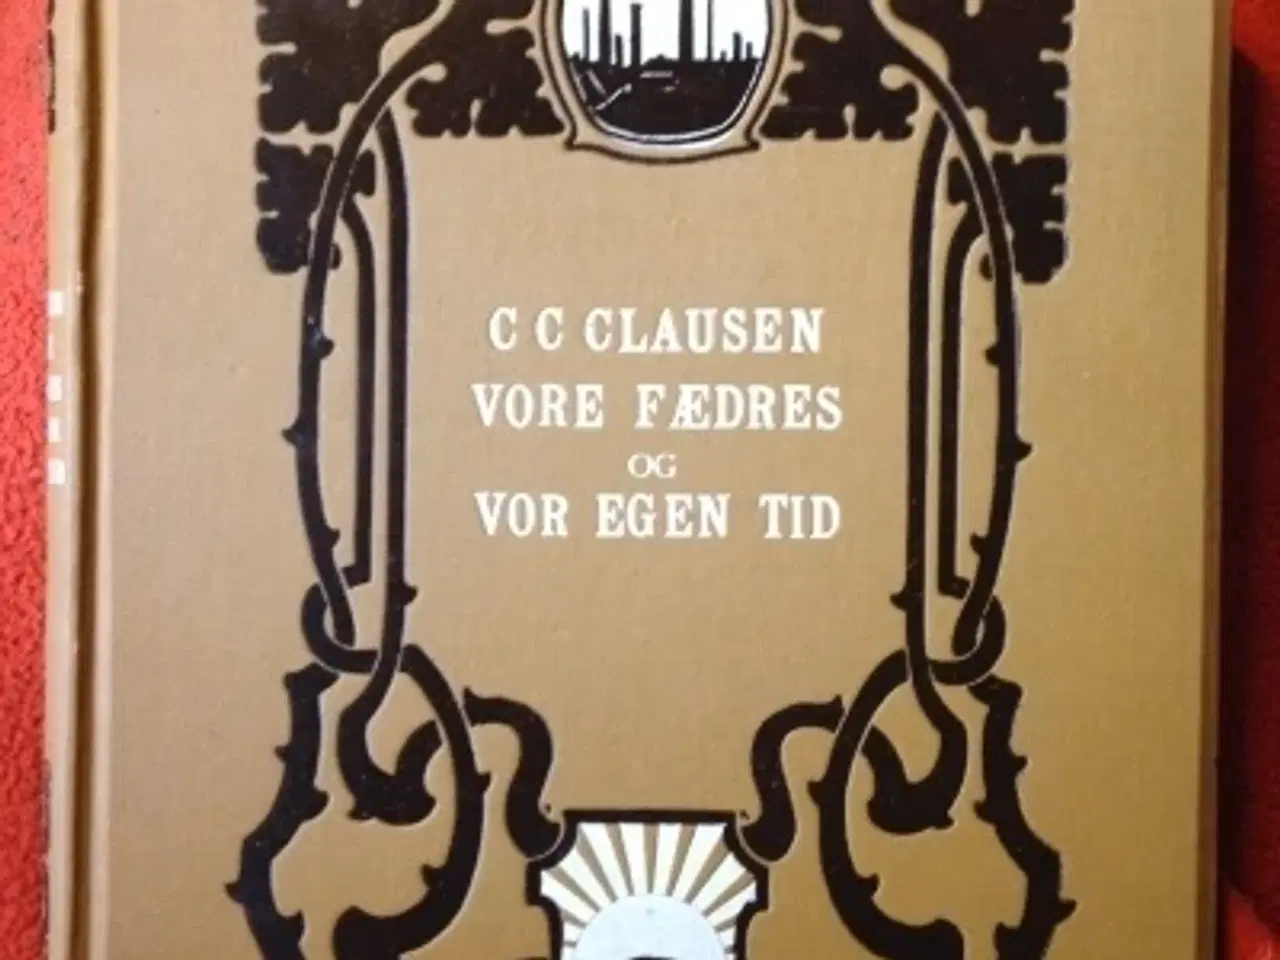 C C CLAUSEN
VORE FÆDRES
OG
VOR EGEN TID